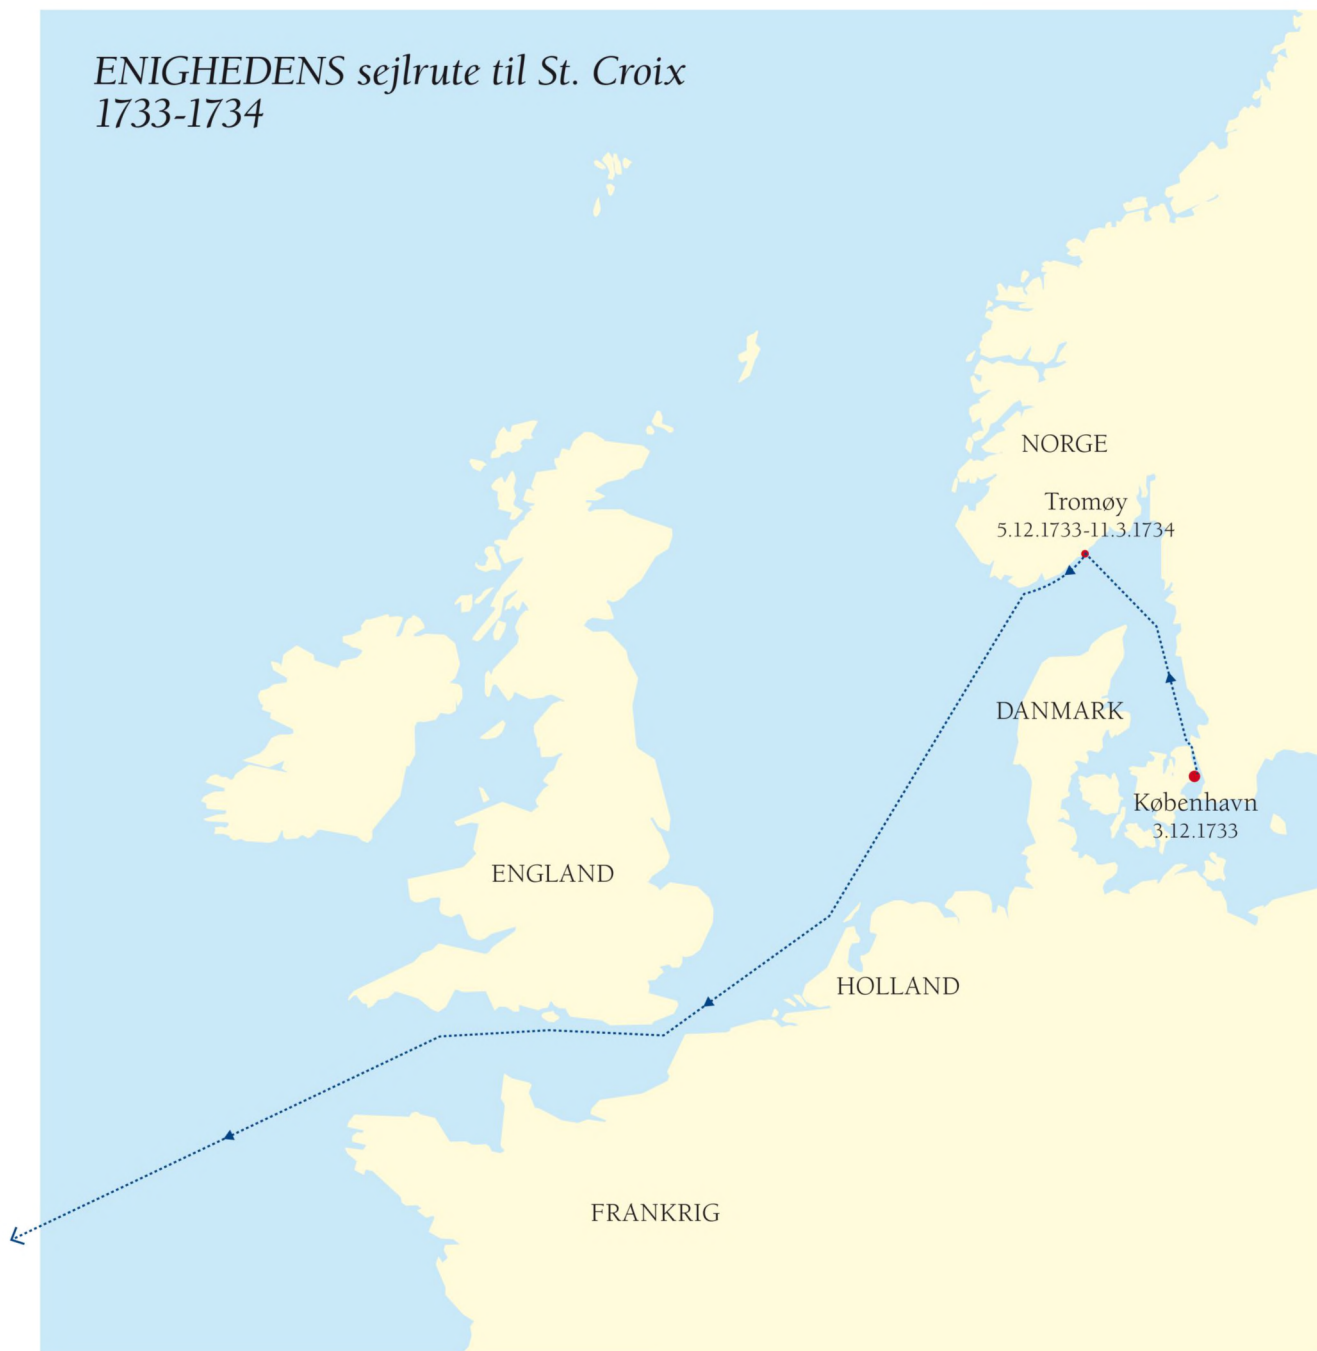 ENIGHEDENS sejlrute til St. Croix
1733-1734
NORGE
Tromøy
5.12.1733-11.3.1734
DANMARK
København
3.12.1733
ENGLAND
HOLLAND
FRANKRIG